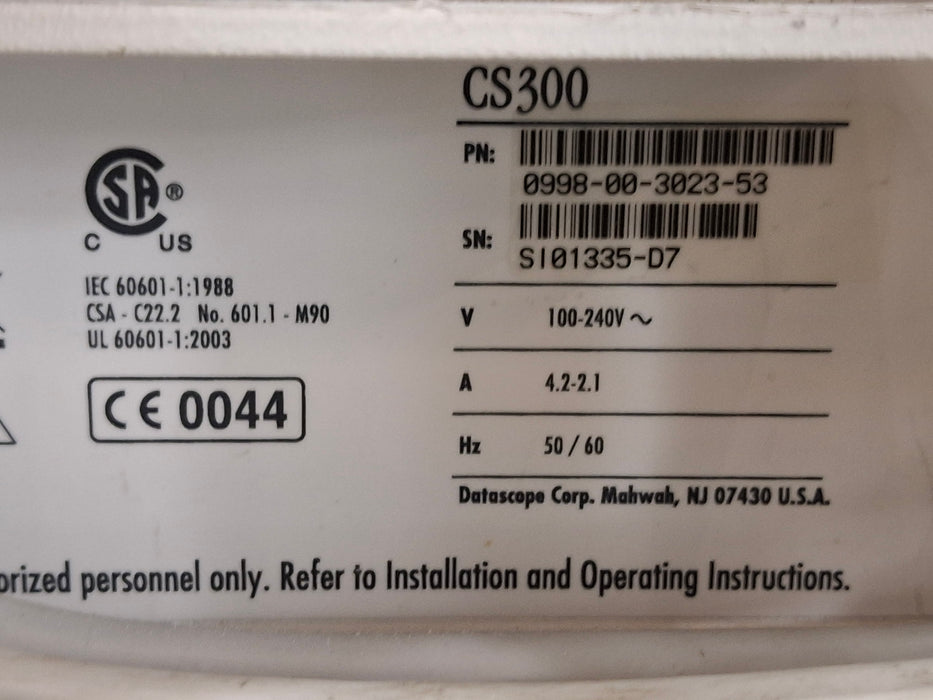 CS300
PN:
0998-00-3023-53
SN:
SI01335-D7
V 100-240V ~
A 4.2-2.1
Hz 50 / 60
Datascope Corp. Mahwah, NJ 07430 U.S.A.
CSA ®
C US
IEC 60601-1:1988
CSA - C22.2 No. 601.1 - M90
UL 60601-1:2003
CE 0044
personnel only. Refer to Installation and Operating Instructions.